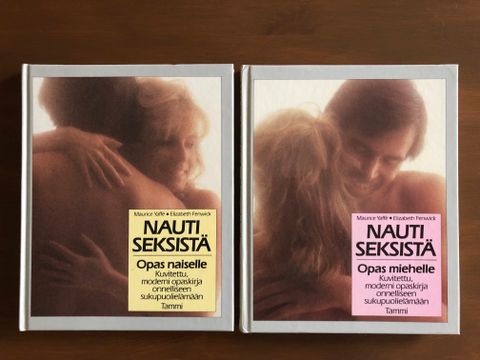 Maurice Yaffé • Elizabeth Fenwick
NAUTI
SEKSISTÄ
Opas naiselle
Kuvitettu,
moderni opaskirja
onnelliseen
sukupuolielämään
Tammi
Maurice Yaffé • Elizabeth Fenwick
NAUTI
SEKSISTÄ
Opas miehelle
Kuvitettu,
moderni opaskirja
onnelliseen
sukupuolielämään
Tammi